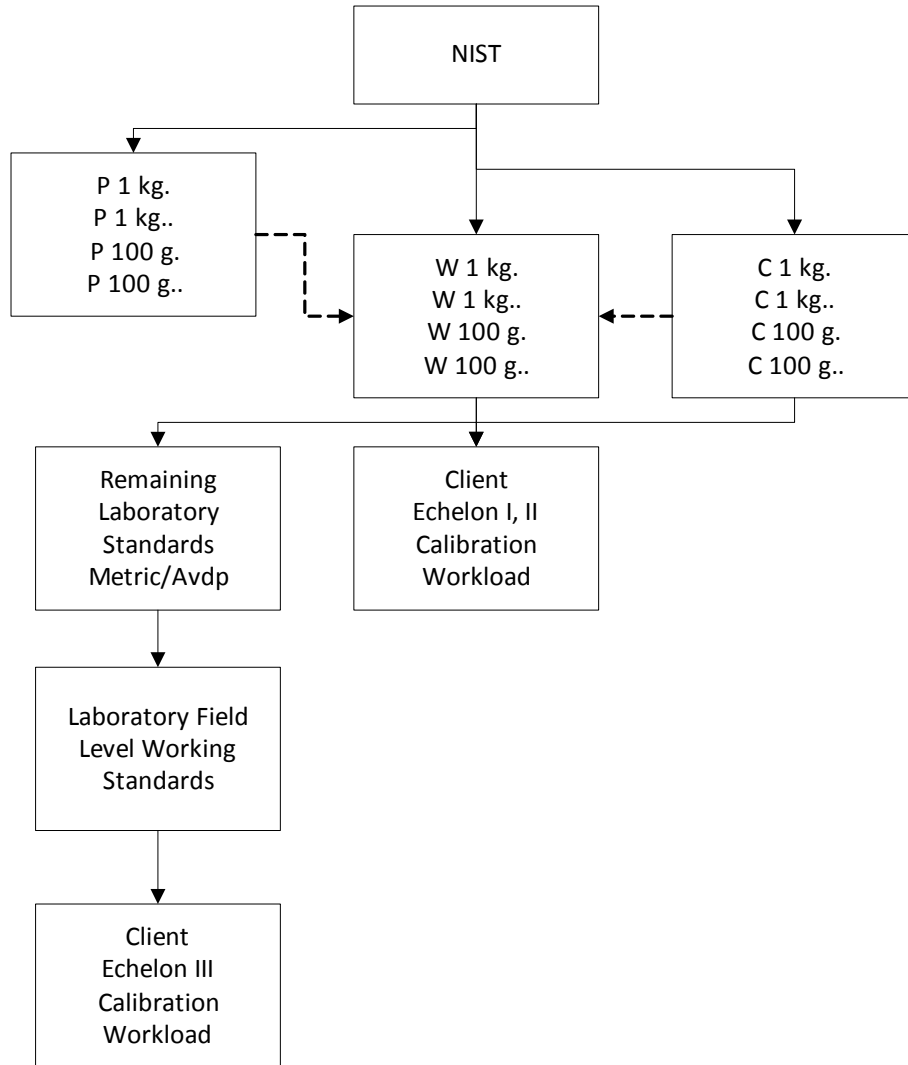 NIST
P 1 kg.
P 1 kg..
P 100 g.
P 100 g..
W 1 kg.
W 1 kg..
W 100 g.
W 100 g..
C 1 kg.
C 1 kg..
C 100 g.
C 100 g..
Remaining
Laboratory
Standards
Metric/Avdp
Client
Echelon I, II
Calibration
Workload
Laboratory Field
Level Working
Standards
Client
Echelon III
Calibration
Workload